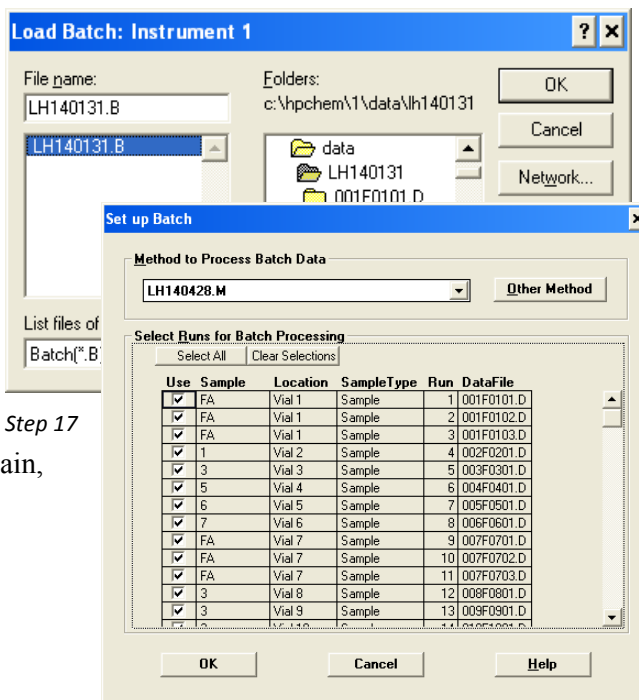 Load Batch: Instrument 1
File name:
LH140131.B
LH140131.B
Folders:
c:\hpchem\1\data\lh140131
data
LH140131
001F0101.D
OK
Cancel
Network...
List files of
Batch(*.B)
Step 17
ain,
Set up Batch
Method to Process Batch Data
LH140428.M
Other Method
Select Runs for Batch Processing
Select All Clear Selections
Use Sample Location SampleType Run DataFile
FA Vial 1 Sample 1 001F0101.D
FA Vial 1 Sample 2 001F0102.D
FA Vial 1 Sample 3 001F0103.D
1 Vial 2 Sample 4 002F0201.D
3 Vial 3 Sample 5 003F0301.D
5 Vial 4 Sample 6 004F0401.D
6 Vial 5 Sample 7 005F0501.D
7 Vial 6 Sample 8 006F0601.D
FA Vial 7 Sample 9 007F0701.D
FA Vial 7 Sample 10 007F0702.D
FA Vial 7 Sample 11 007F0703.D
3 Vial 8 Sample 12 008F0801.D
3 Vial 9 Sample 13 009F0901.D
OK Cancel Help